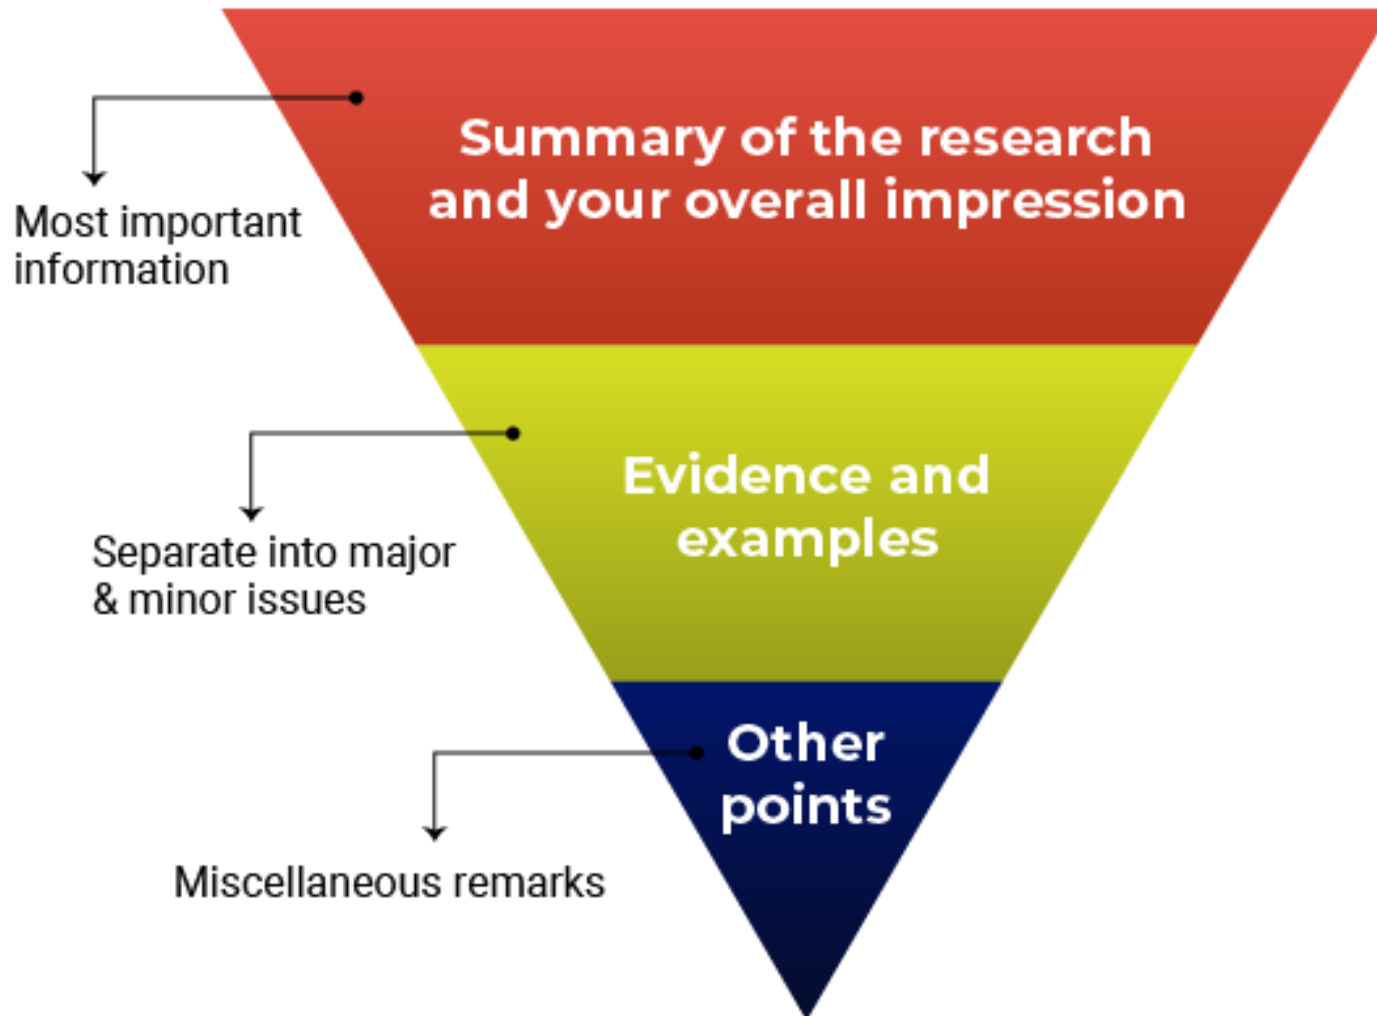 Summary of the research
and your overall impression
Most important
information
Evidence and
examples
Separate into major
& minor issues
Other
points
Miscellaneous remarks